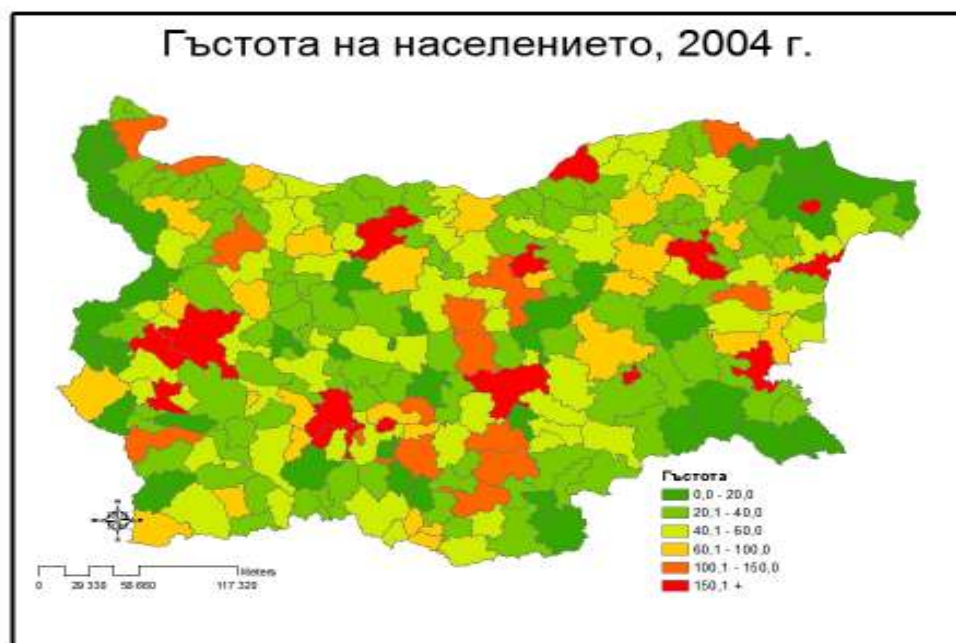 Гъстота на населението, 2004 г.
Гъстота
0,0 - 20,0
20,1 - 40,0
40,1 - 60,0
60,1 - 100,0
100,1 - 150,0
150,1 +
Meters
0 29 330 58 660 117 320